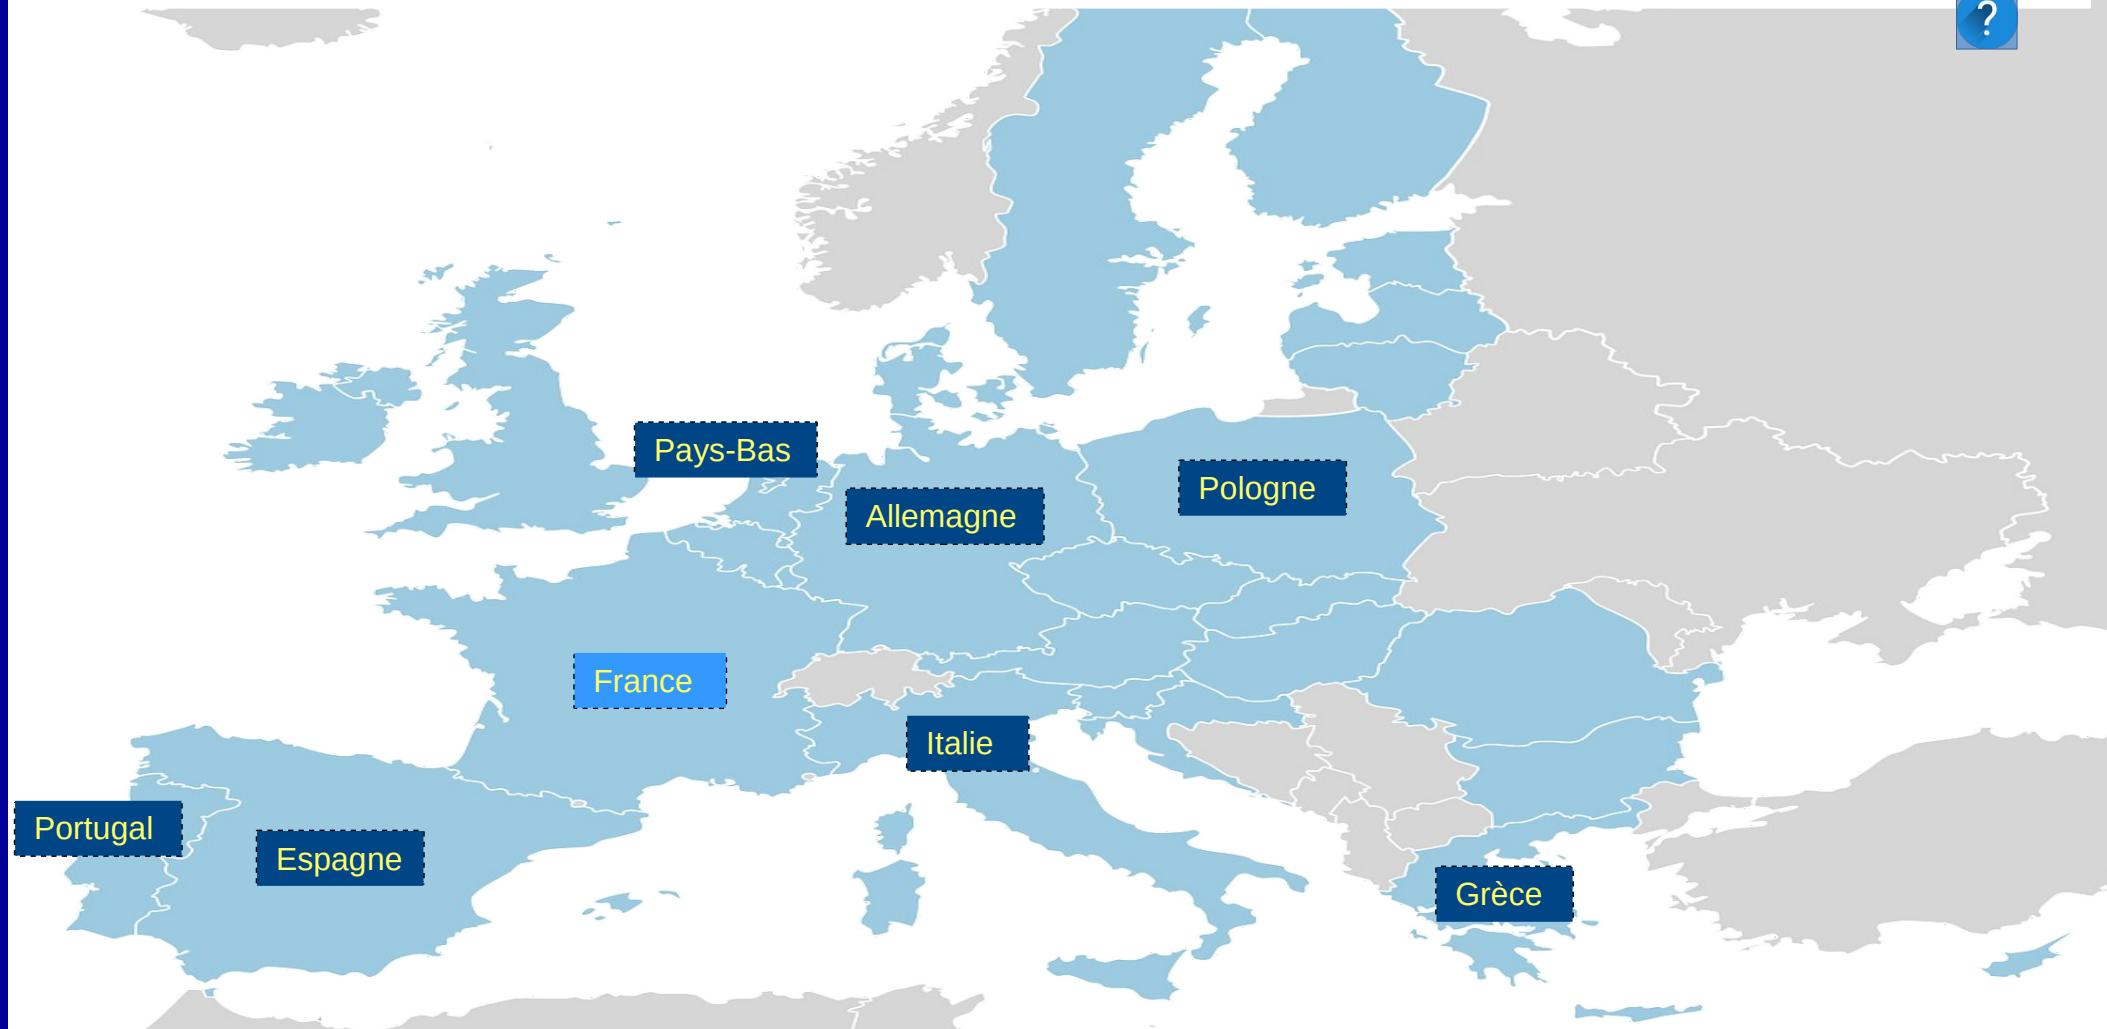 ?
Pays-Bas
Pologne
Allemagne
France
Italie
Portugal
Espagne
Grèce